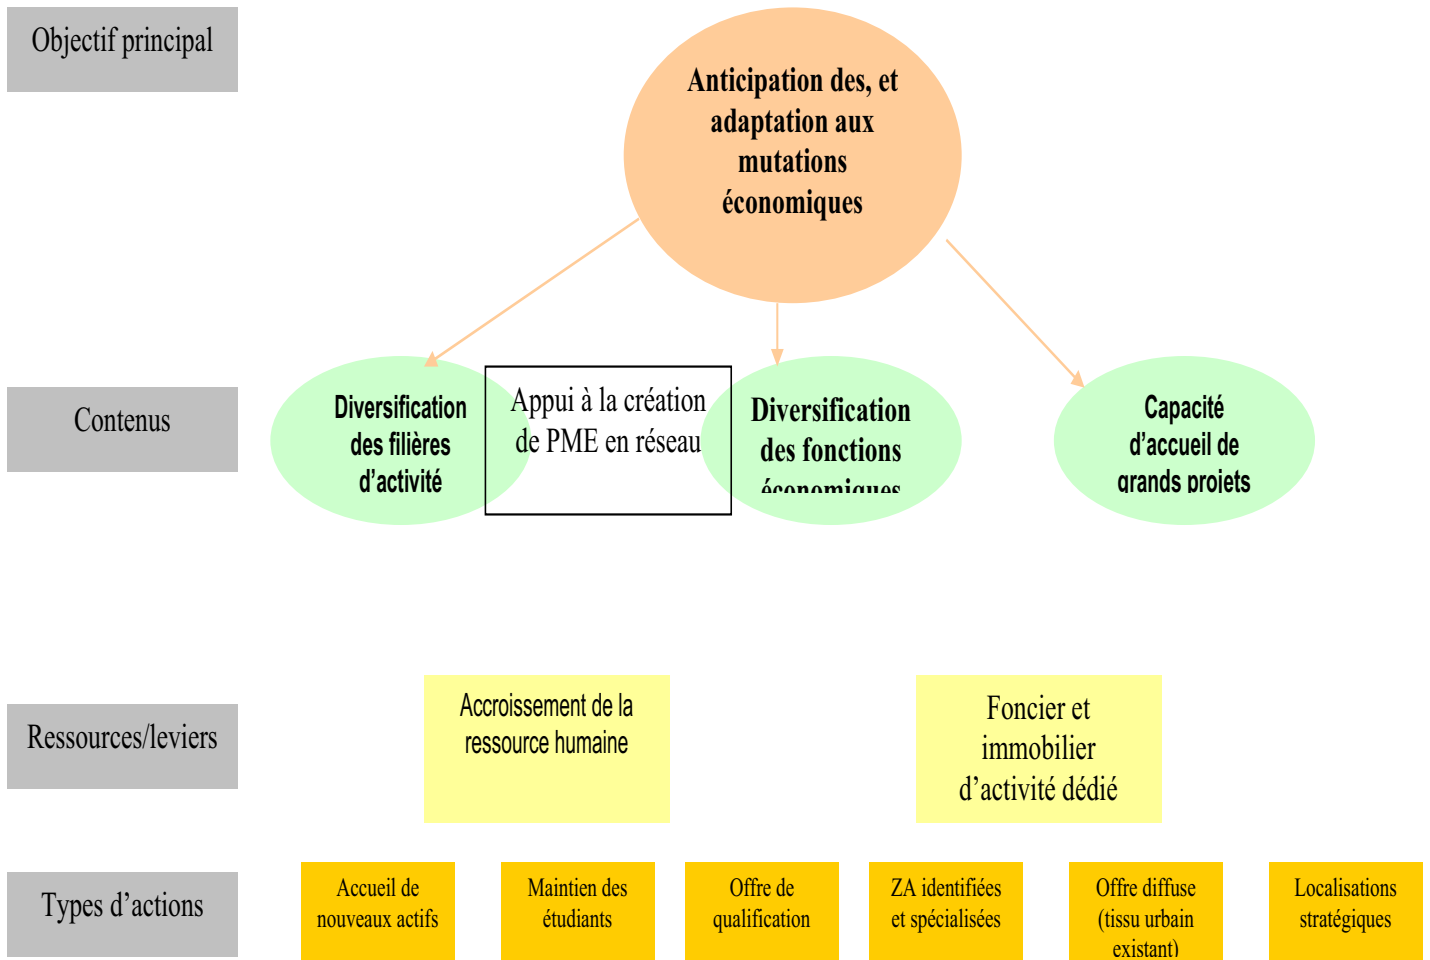 Objectif principal
Anticipation des, et
adaptation aux
mutations
économiques
Contenus
Diversification
des filières
d’activité
Appui à la création
de PME en réseau
Diversification
des fonctions
économiques
Capacité
d’accueil de
grands projets
Ressources/leviers
Accroissement de la
ressource humaine
Foncier et
immobilier
d’activité dédié
Types d’actions
Accueil de
nouveaux actifs
Maintien des
étudiants
Offre de
qualification
ZA identifiées
et spécialisées
Offre diffuse
(tissu urbain
existant)
Localisations
stratégiques